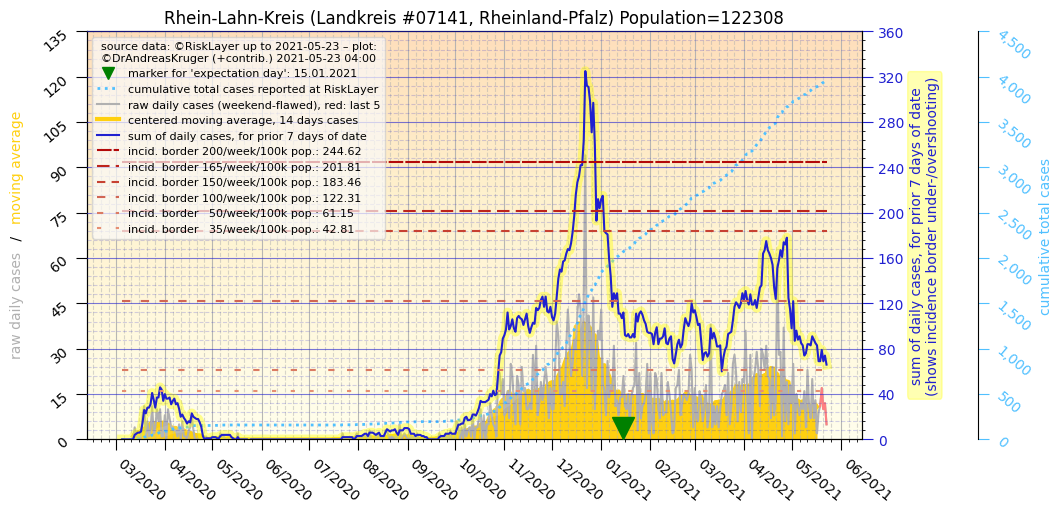 Rhein-Lahn-Kreis (Landkreis #07141, Rheinland-Pfalz) Population=122308
source data: ©RiskLayer up to 2021-05-23 – plot:
©DrAndreasKruger (+contrib.) 2021-05-23 04:00
marker for 'expectation day': 15.01.2021
cumulative total cases reported at RiskLayer
raw daily cases (weekend-flawed), red: last 5
centered moving average, 14 days cases
sum of daily cases, for prior 7 days of date
incid. border 200/week/100k pop.: 244.62
incid. border 165/week/100k pop.: 201.81
incid. border 150/week/100k pop.: 183.46
incid. border 100/week/100k pop.: 122.31
incid. border 50/week/100k pop.: 61.15
incid. border 35/week/100k pop.: 42.81
raw daily cases / moving average
135
120
105
90
75
60
45
30
15
0
03/2020
04/2020
05/2020
06/2020
07/2020
08/2020
09/2020
10/2020
11/2020
12/2020
01/2021
02/2021
03/2021
04/2021
05/2021
06/2021
360
320
280
240
200
160
120
80
40
0
sum of daily cases, for prior 7 days of date
(shows incidence border under-/overshooting)
4,500
4,000
3,500
3,000
2,500
2,000
1,500
1,000
500
0
cumulative total cases